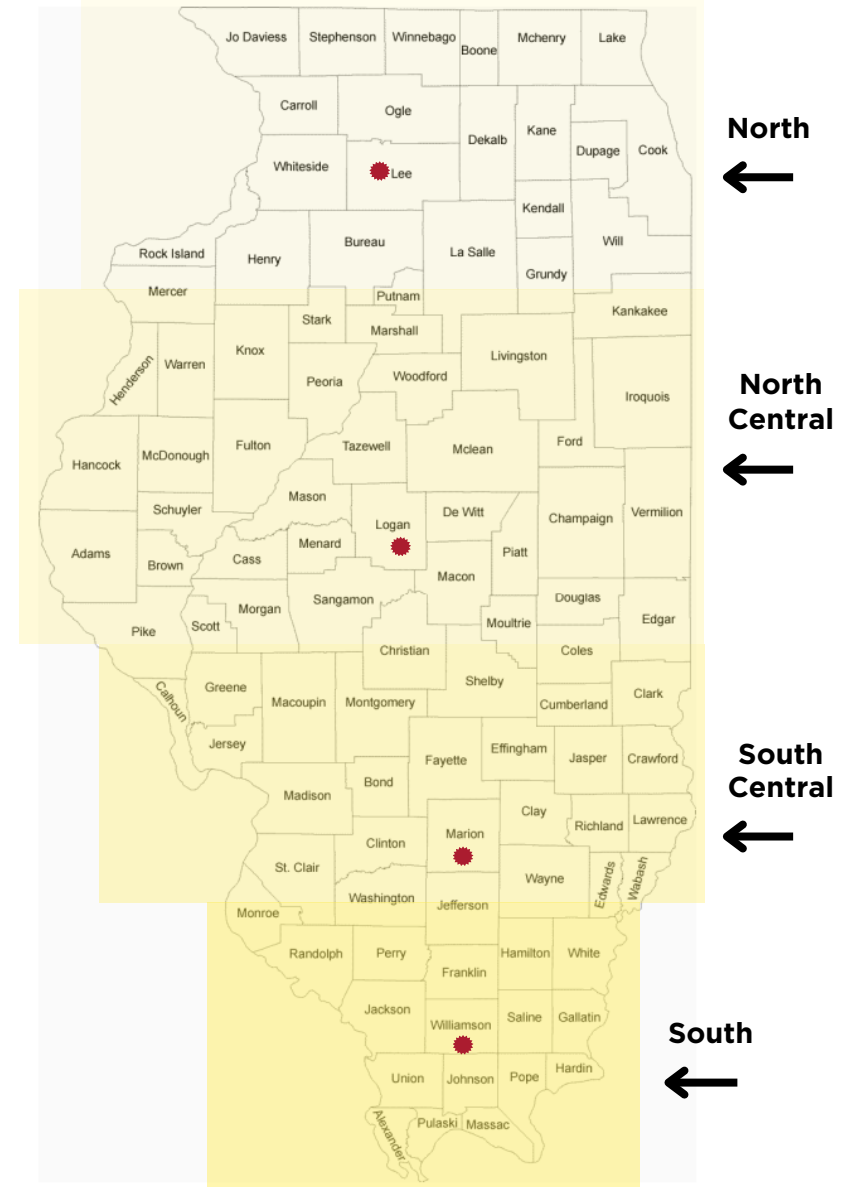 Jo Daviess
Stephenson
Winnebago
Boone
Mchenry
Lake
Carroll
Ogle
Dekalb
Kane
Dupage
Cook
North
Whiteside
Lee
Kendall
Rock Island
Henry
Bureau
La Salle
Will
Grundy
Mercer
Putnam
Kankakee
Stark
Marshall
Henderson
Warren
Knox
Peoria
Woodford
Livingston
Iroquois
North
Central
Hancock
McDonough
Fulton
Tazewell
Mclean
Ford
Schuyler
Mason
Logan
De Witt
Champaign
Vermilion
Adams
Brown
Cass
Menard
Piatt
Macon
Pike
Scott
Morgan
Sangamon
Moultrie
Douglas
Edgar
Christian
Coles
Calhoun
Greene
Macoupin
Montgomery
Shelby
Cumberland
Clark
Jersey
Fayette
Effingham
Jasper
Crawford
South
Central
Madison
Bond
Clay
Richland
Lawrence
Marion
Clinton
St. Clair
Wayne
Edwards
Wabash
Washington
Jefferson
Monroe
Randolph
Perry
Hamilton
White
Franklin
Jackson
Williamson
Saline
Gallatin
South
Union
Johnson
Pope
Hardin
Alexander
Pulaski
Massac